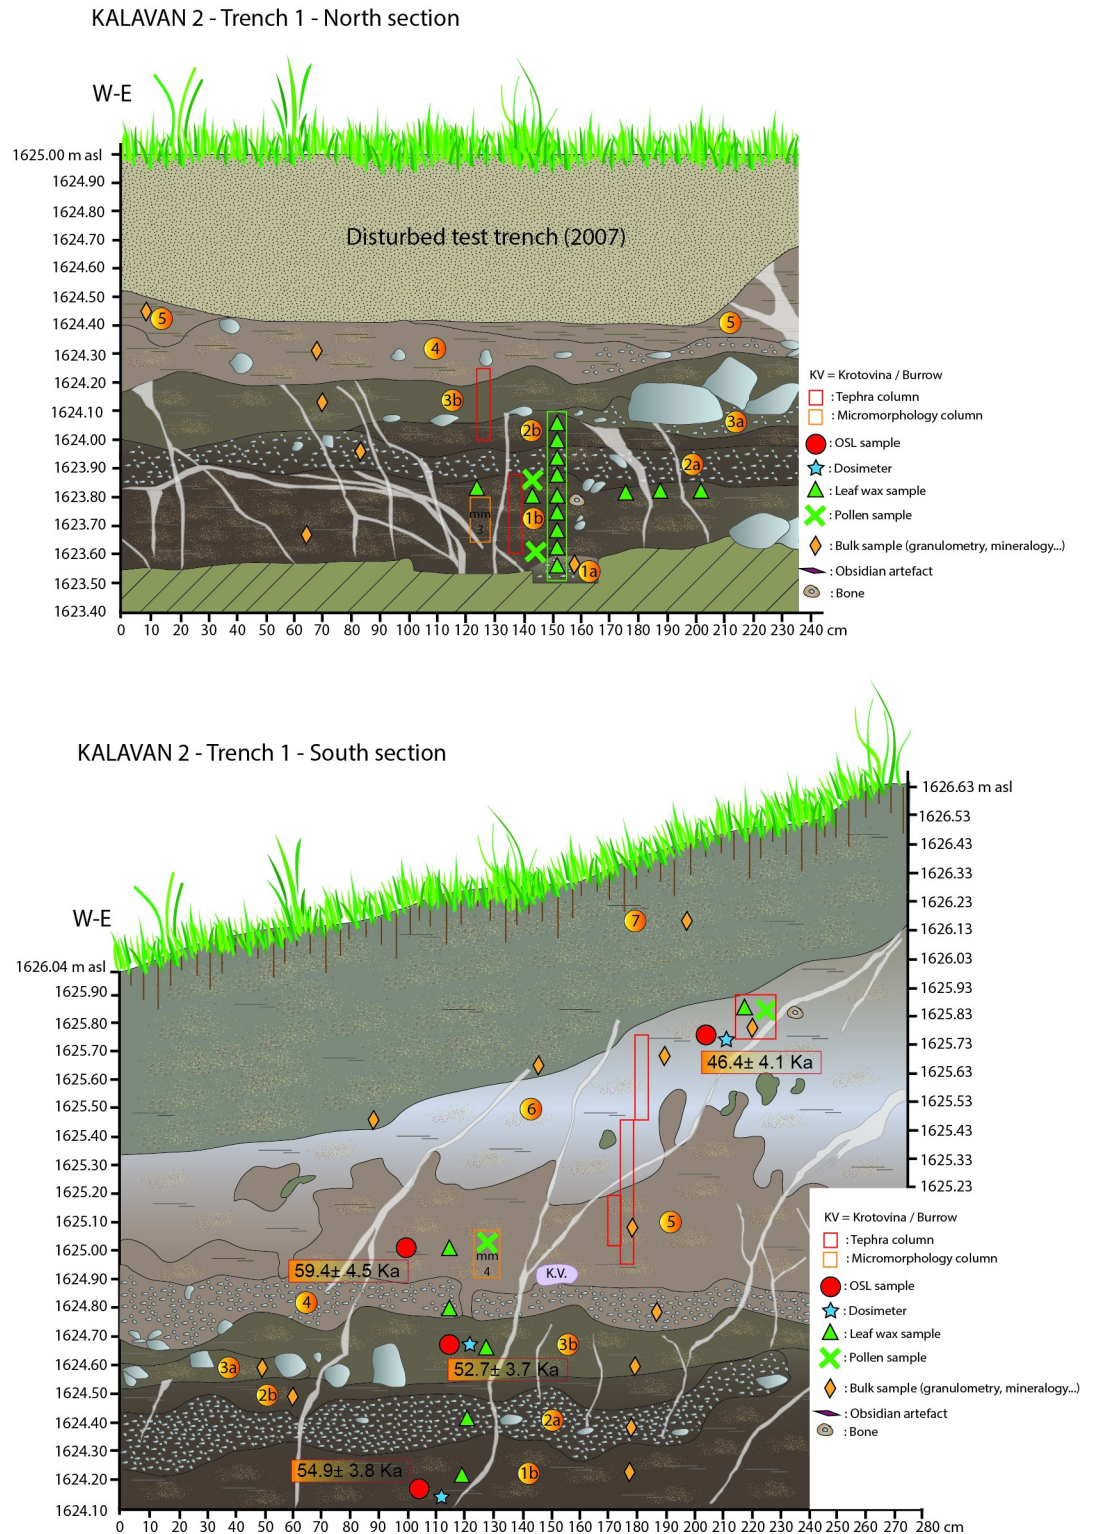 KALAVAN 2 - Trench 1 - North section
W-E
1625.00 m asl
1624.90
1624.80
1624.70
1624.60
1624.50
1624.40
1624.30
1624.20
1624.10
1624.00
1623.90
1623.80
1623.70
1623.60
1623.50
1623.40
Disturbed test trench (2007)
5
5
4
3b
3a
2b
2a
mm
3
1b
1a
0 10 20 30 40 50 60 70 80 90 100 110 120 130 140 150 160 170 180 190 200 210 220 230 240 cm
KV = Krotovina / Burrow
: Tephra column
: Micromorphology column
: OSL sample
: Dosimeter
: Leaf wax sample
: Pollen sample
: Bulk sample (granulometry, mineralogy...)
: Obsidian artefact
: Bone
KALAVAN 2 - Trench 1 - South section
W-E
1626.04 m asl
1625.90
1625.80
1625.70
1625.60
1625.50
1625.40
1625.30
1625.20
1625.10
1625.00
1624.90
1624.80
1624.70
1624.60
1624.50
1624.40
1624.30
1624.20
1624.10
1626.63 m asl
1626.53
1626.43
1626.33
1626.23
1626.13
1626.03
1625.93
1625.83
1625.73
1625.63
1625.53
1625.43
1625.33
1625.23
7
46.4± 4.1 Ka
6
5
mm
4
59.4± 4.5 Ka
K.V.
4
3b
3a
52.7± 3.7 Ka
2b
2a
54.9± 3.8 Ka
1b
0 10 20 30 40 50 60 70 80 90 100 110 120 130 140 150 160 170 180 190 200 210 220 230 240 250 260 270 280 cm
KV = Krotovina / Burrow
: Tephra column
: Micromorphology column
: OSL sample
: Dosimeter
: Leaf wax sample
: Pollen sample
: Bulk sample (granulometry, mineralogy...)
: Obsidian artefact
: Bone